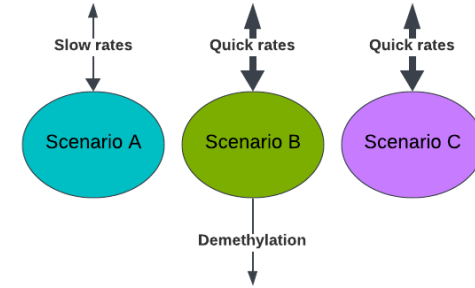 Slow rates Quick rates Quick rates
Scenario A Scenario B Scenario C
Demethylation